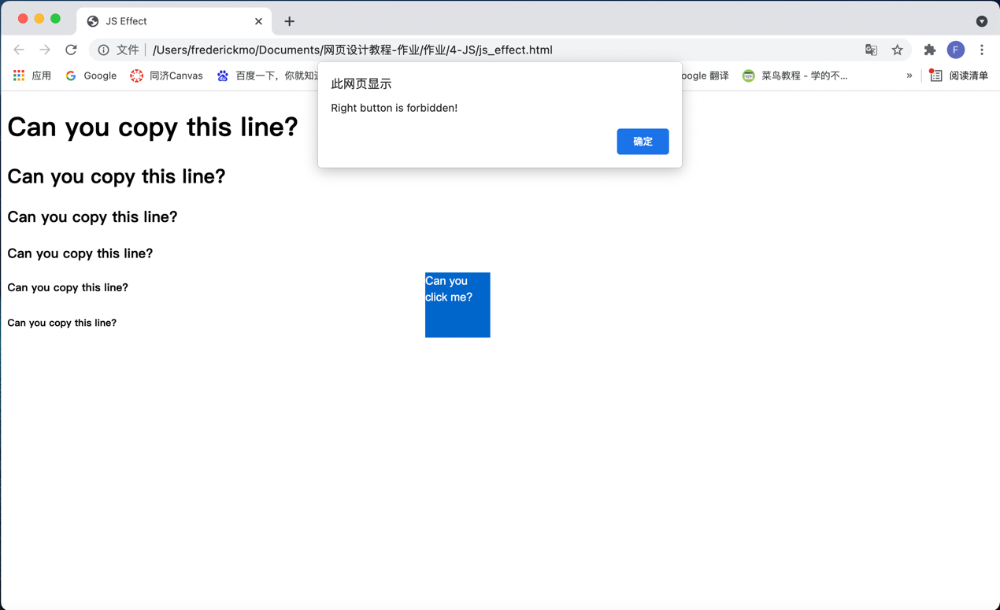 JS Effect
文件 /Users/frederickmo/Documents/网页设计教程-作业/作业/4-JS/js_effect.html
F
应用 Google 同济Canvas 百度一下，你就知道 oogle 翻译 菜鸟教程 - 学的不... » 阅读清单
此网页显示
Right button is forbidden!
确定
Can you copy this line?
Can you copy this line?
Can you copy this line?
Can you copy this line?
Can you copy this line?
Can you copy this line?
Can you
click me?